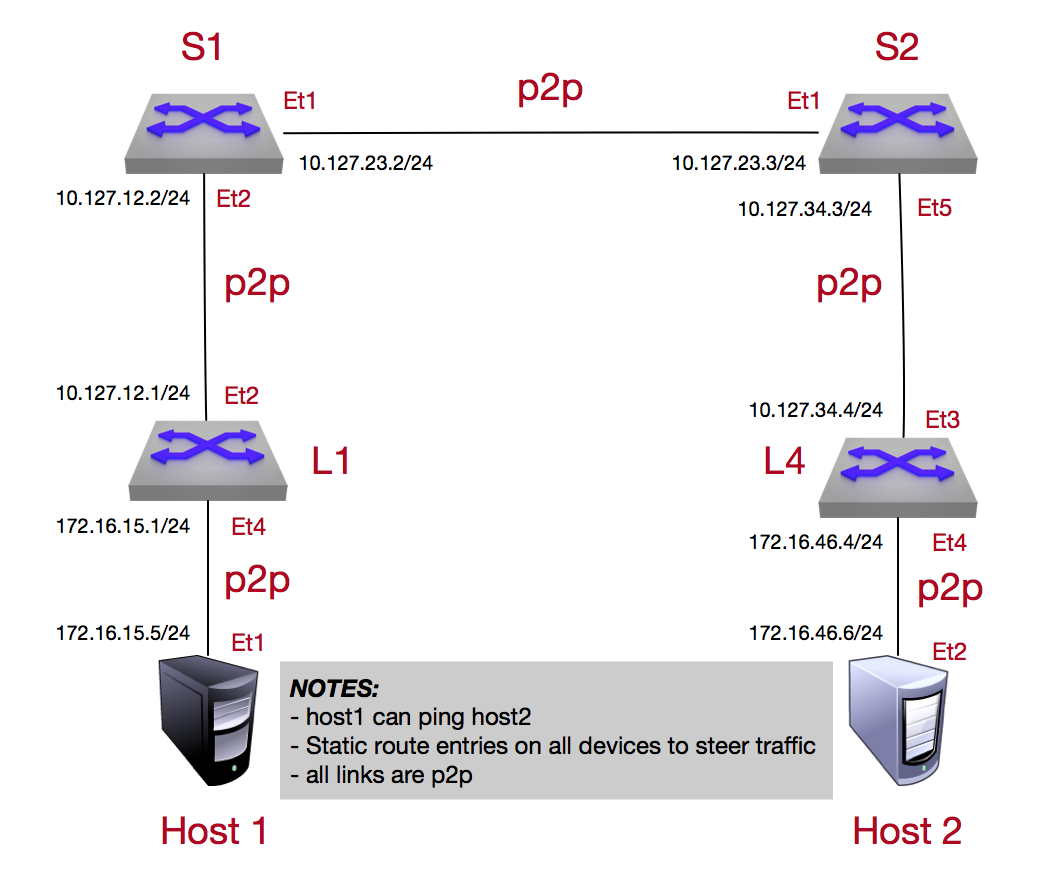 S1
S2
p2p
Et1
Et1
10.127.23.2/24
10.127.23.3/24
10.127.12.2/24
Et2
10.127.34.3/24
Et5
p2p
p2p
10.127.12.1/24
Et2
10.127.34.4/24
Et3
L1
L4
172.16.15.1/24
Et4
172.16.46.4/24
Et4
p2p
p2p
172.16.15.5/24
Et1
172.16.46.6/24
Et2
NOTES:
- host1 can ping host2
- Static route entries on all devices to steer traffic
- all links are p2p
Host 1
Host 2